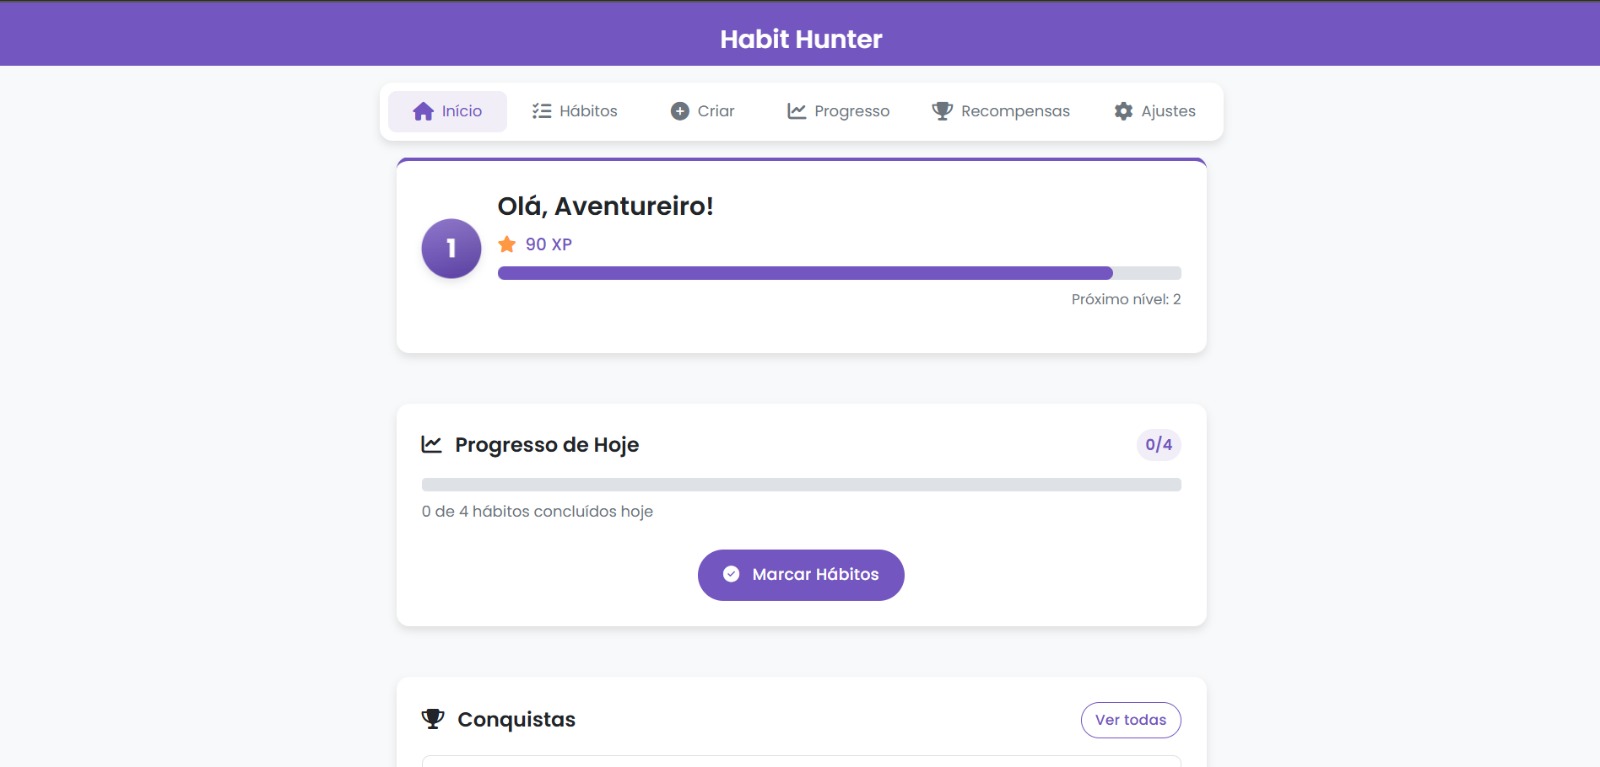 Habit Hunter
Início Hábitos Criar Progresso Recompensas Ajustes
1
Olá, Aventureiro!
90 XP
Próximo nível: 2
Progresso de Hoje
0/4
0 de 4 hábitos concluídos hoje
Marcar Hábitos
Conquistas
Ver todas